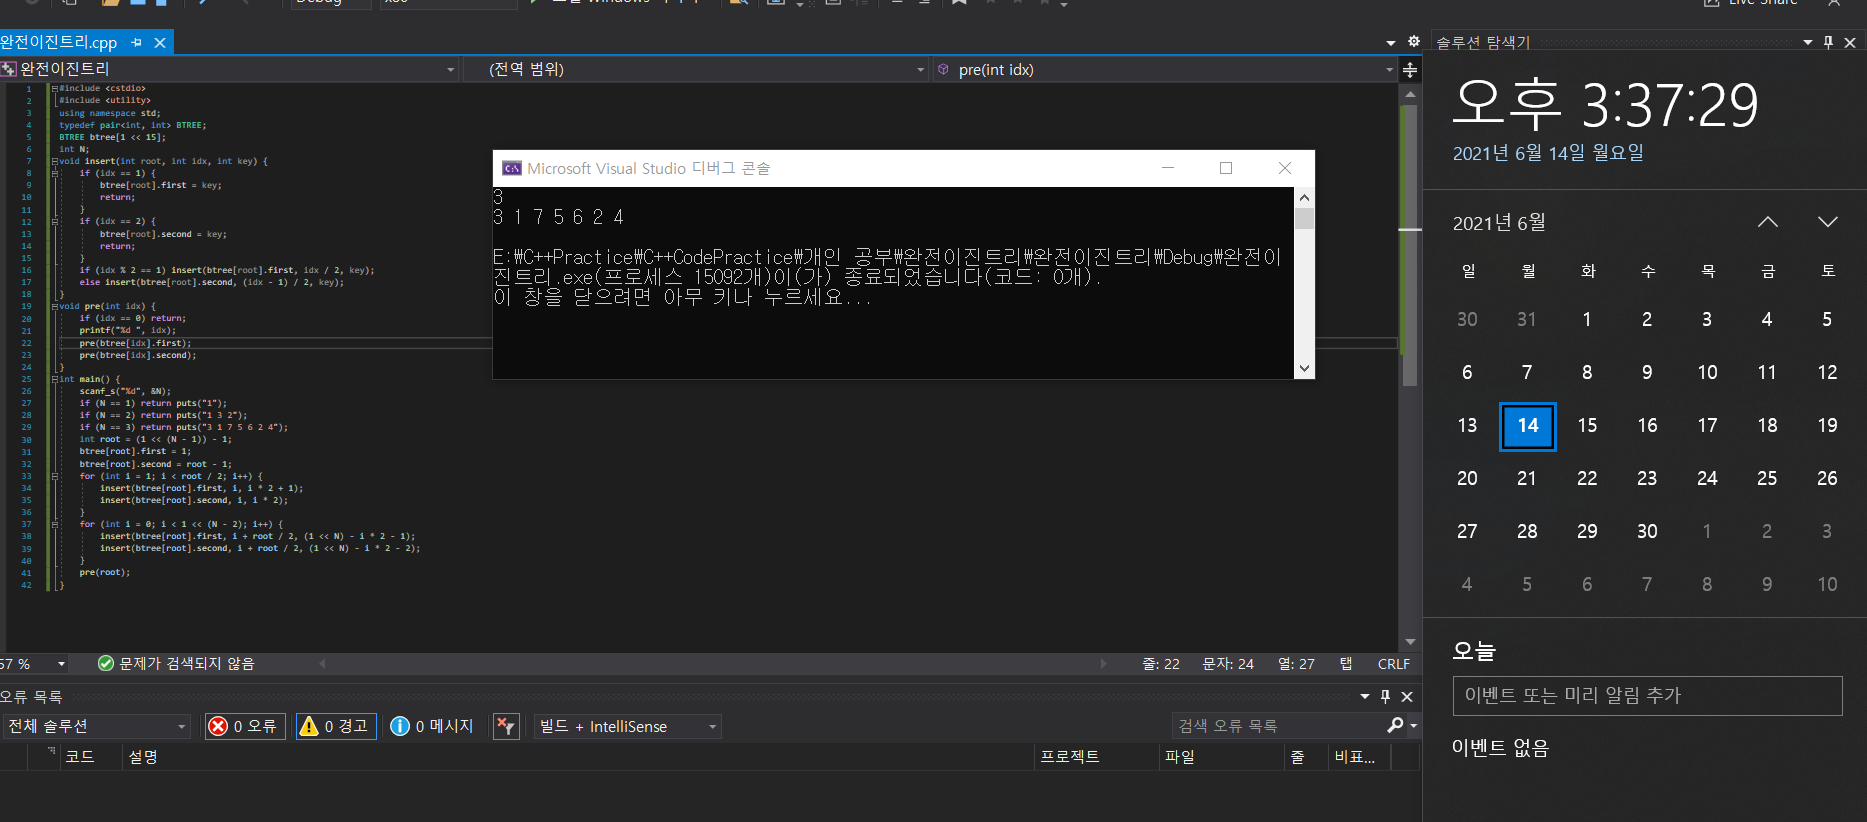 Live Share
완전이진트리.cpp
솔루션 탐색기
완전이진트리
(전역 범위)
pre(int idx)
1 #include <cstdio>
2 #include <utility>
3 using namespace std;
4 typedef pair<int, int> BTREE;
5 BTREE btree[1 << 15];
6 int N;
7 void insert(int root, int idx, int key) {
8 if (idx == 1) {
9 btree[root].first = key;
10 return;
11 }
12 if (idx == 2) {
13 btree[root].second = key;
14 return;
15 }
16 if (idx % 2 == 1) insert(btree[root].first, idx / 2, key);
17 else insert(btree[root].second, (idx - 1) / 2, key);
18 }
19 void pre(int idx) {
20 if (idx == 0) return;
21 printf("%d ", idx);
22 pre(btree[idx].first);
23 pre(btree[idx].second);
24 }
25 int main() {
26 scanf_s("%d", &N);
27 if (N == 1) return puts("1");
28 if (N == 2) return puts("1 3 2");
29 if (N == 3) return puts("3 1 7 5 6 2 4");
30 int root = (1 << (N - 1)) - 1;
31 btree[root].first = 1;
32 btree[root].second = root - 1;
33 for (int i = 1; i < root / 2; i++) {
34 insert(btree[root].first, i, i * 2 + 1);
35 insert(btree[root].second, i, i * 2);
36 }
37 for (int i = 0; i < 1 << (N - 2); i++) {
38 insert(btree[root].first, i + root / 2, (1 << N) - i * 2 - 1);
39 insert(btree[root].second, i + root / 2, (1 << N) - i * 2 - 2);
40 }
41 pre(root);
42 }
Microsoft Visual Studio 디버그 콘솔
3
3 1 7 5 6 2 4
E:₩C++Practice₩C++CodePractice₩개인 공부₩완전이진트리₩완전이진트리₩Debug₩완전이
진트리.exe(프로세스 15092개)이(가) 종료되었습니다(코드: 0개).
이 창을 닫으려면 아무 키나 누르세요...
57 %
문제가 검색되지 않음
줄: 22 문자: 24 열: 27 탭 CRLF
오류 목록
전체 솔루션
0 오류
0 경고
0 메시지
빌드 + IntelliSense
검색 오류 목록
코드 설명 프로젝트 파일 줄 비표...
오후 3:37:29
2021년 6월 14일 월요일
2021년 6월
일 월 화 수 목 금 토
30 31 1 2 3 4 5
6 7 8 9 10 11 12
13 14 15 16 17 18 19
20 21 22 23 24 25 26
27 28 29 30 1 2 3
4 5 6 7 8 9 10
오늘
이벤트 또는 미리 알림 추가
이벤트 없음